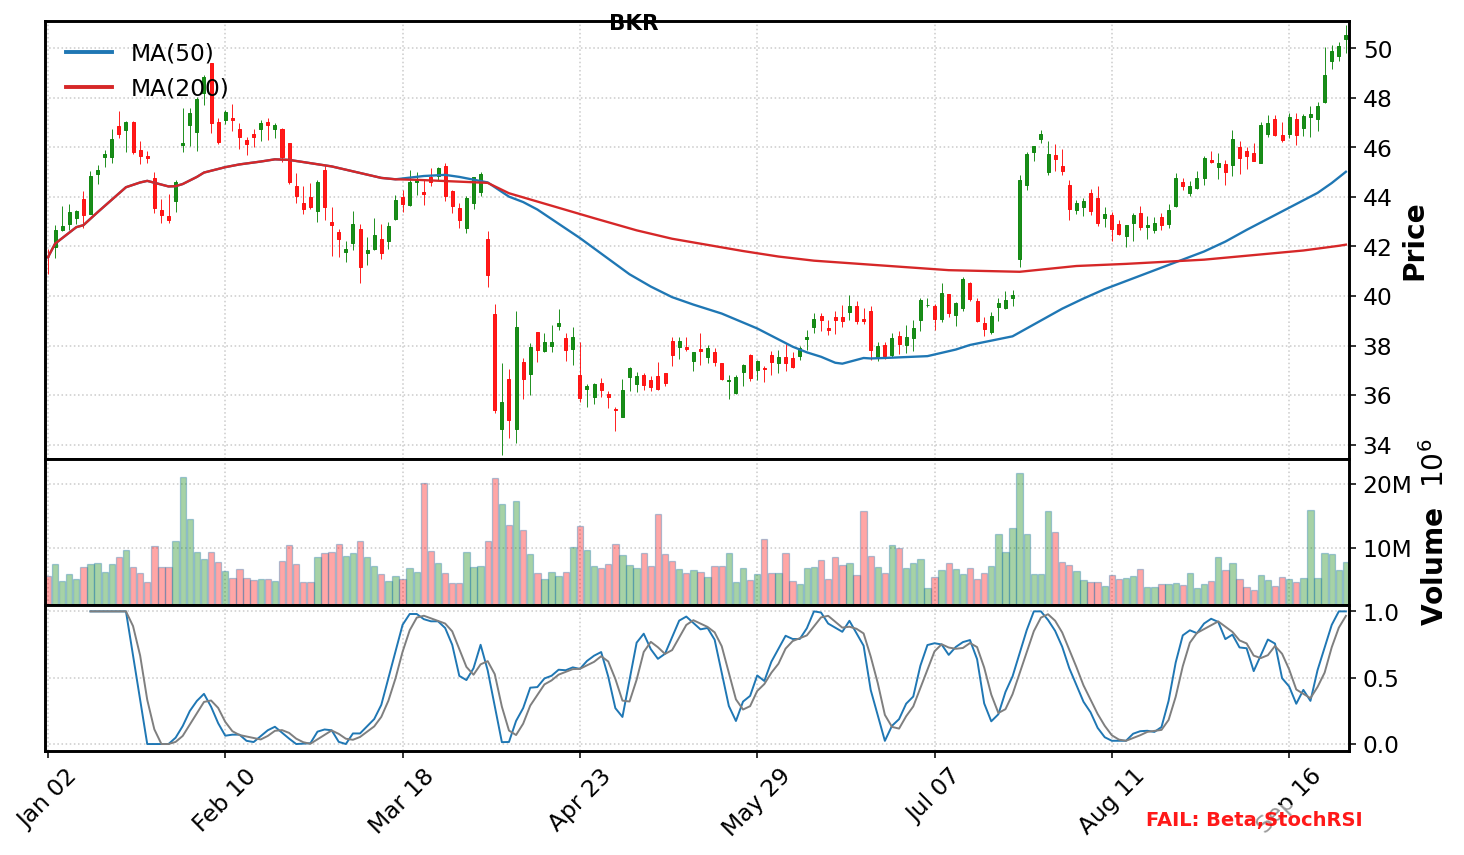 BKR
MA(50)
MA(200)
50
48
46
44
42
40
38
36
34
Price
20M
10M
Volume 10^6
1.0
0.5
0.0
Jan 02
Feb 10
Mar 18
Apr 23
May 29
Jul 07
Aug 11
Sep 16
FAIL: Beta,StochRSI